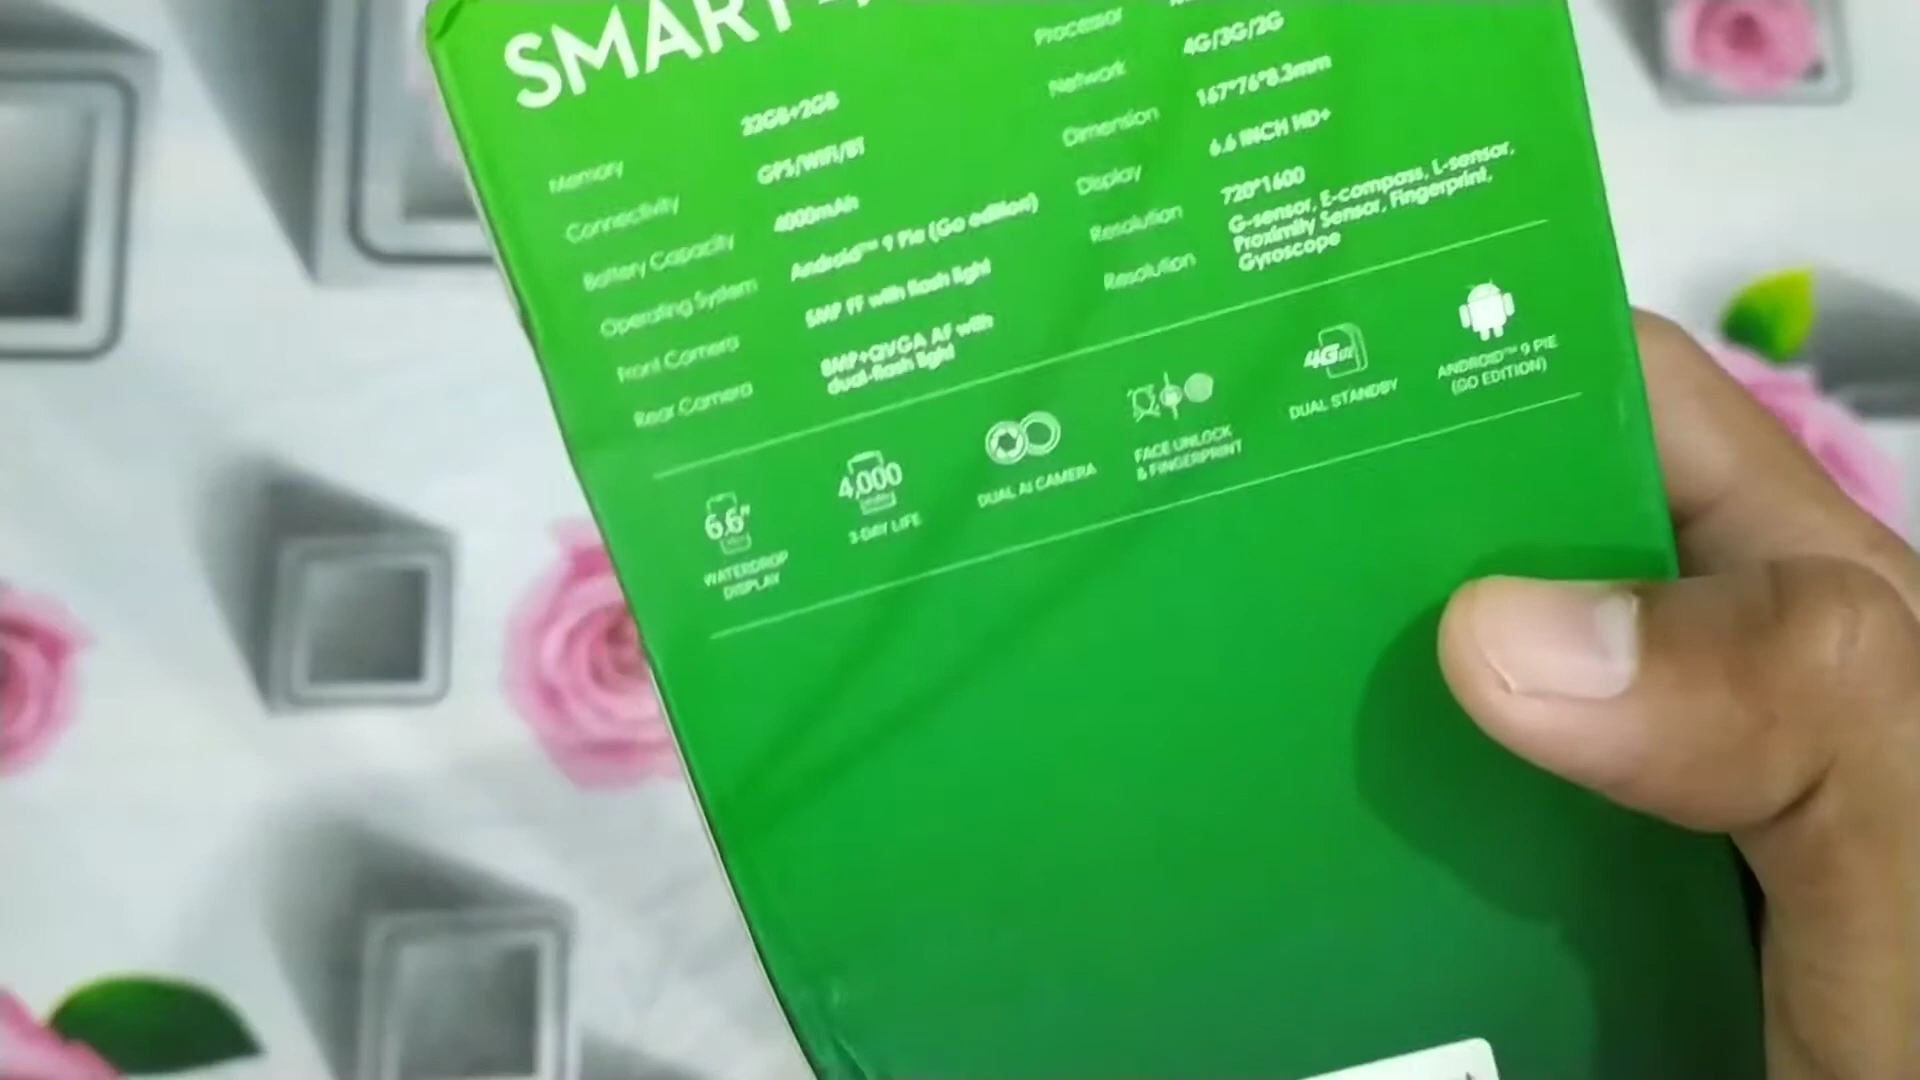 SMART
Memory 32GB+2GB
Connectivity GPS/WIFI/BT
Battery Capacity 4000mAh
Operating System Android™ 9 Pie (Go edition)
Front Camera 8MP FF with flash light
Rear Camera 8MP+QVGA AF with
dual-flash light
Processor
Network 4G/3G/2G
Dimension 167*76*8.3mm
Display 6.6 INCH HD+
Resolution 720*1600
Resolution G-sensor, E-compass, L-sensor,
Proximity Sensor, Fingerprint,
Gyroscope
6.6"
WATERDROP
DISPLAY
4,000
3-DAY LIFE
DUAL AI CAMERA
FACE UNLOCK
& FINGERPRINT
4G
DUAL STANDBY
ANDROID™ 9 PIE
(GO EDITION)